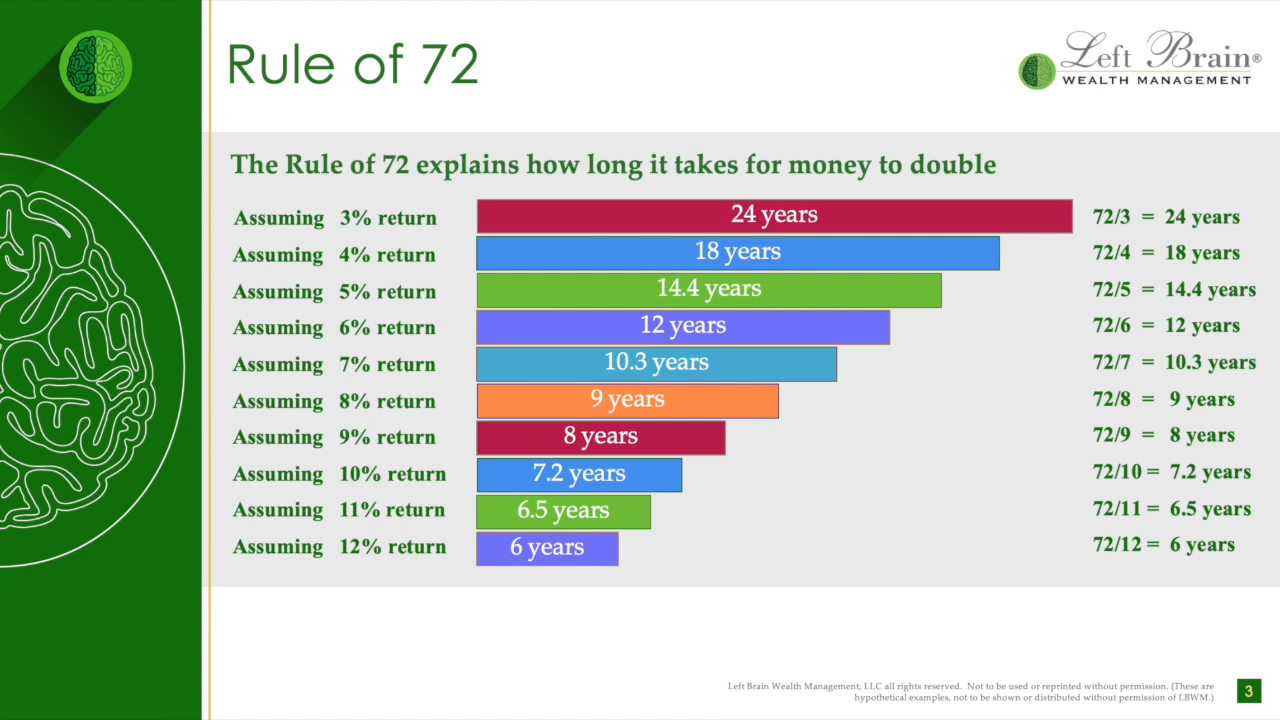 Rule of 72
Left Brain®
WEALTH MANAGEMENT
The Rule of 72 explains how long it takes for money to double
Assuming 3% return 24 years 72/3 = 24 years
Assuming 4% return 18 years 72/4 = 18 years
Assuming 5% return 14.4 years 72/5 = 14.4 years
Assuming 6% return 12 years 72/6 = 12 years
Assuming 7% return 10.3 years 72/7 = 10.3 years
Assuming 8% return 9 years 72/8 = 9 years
Assuming 9% return 8 years 72/9 = 8 years
Assuming 10% return 7.2 years 72/10 = 7.2 years
Assuming 11% return 6.5 years 72/11 = 6.5 years
Assuming 12% return 6 years 72/12 = 6 years
Left Brain Wealth Management, LLC all rights reserved. Not to be used or reprinted without permission. (These are
hypothetical examples, not to be shown or distributed without permission of LBWM.)
3